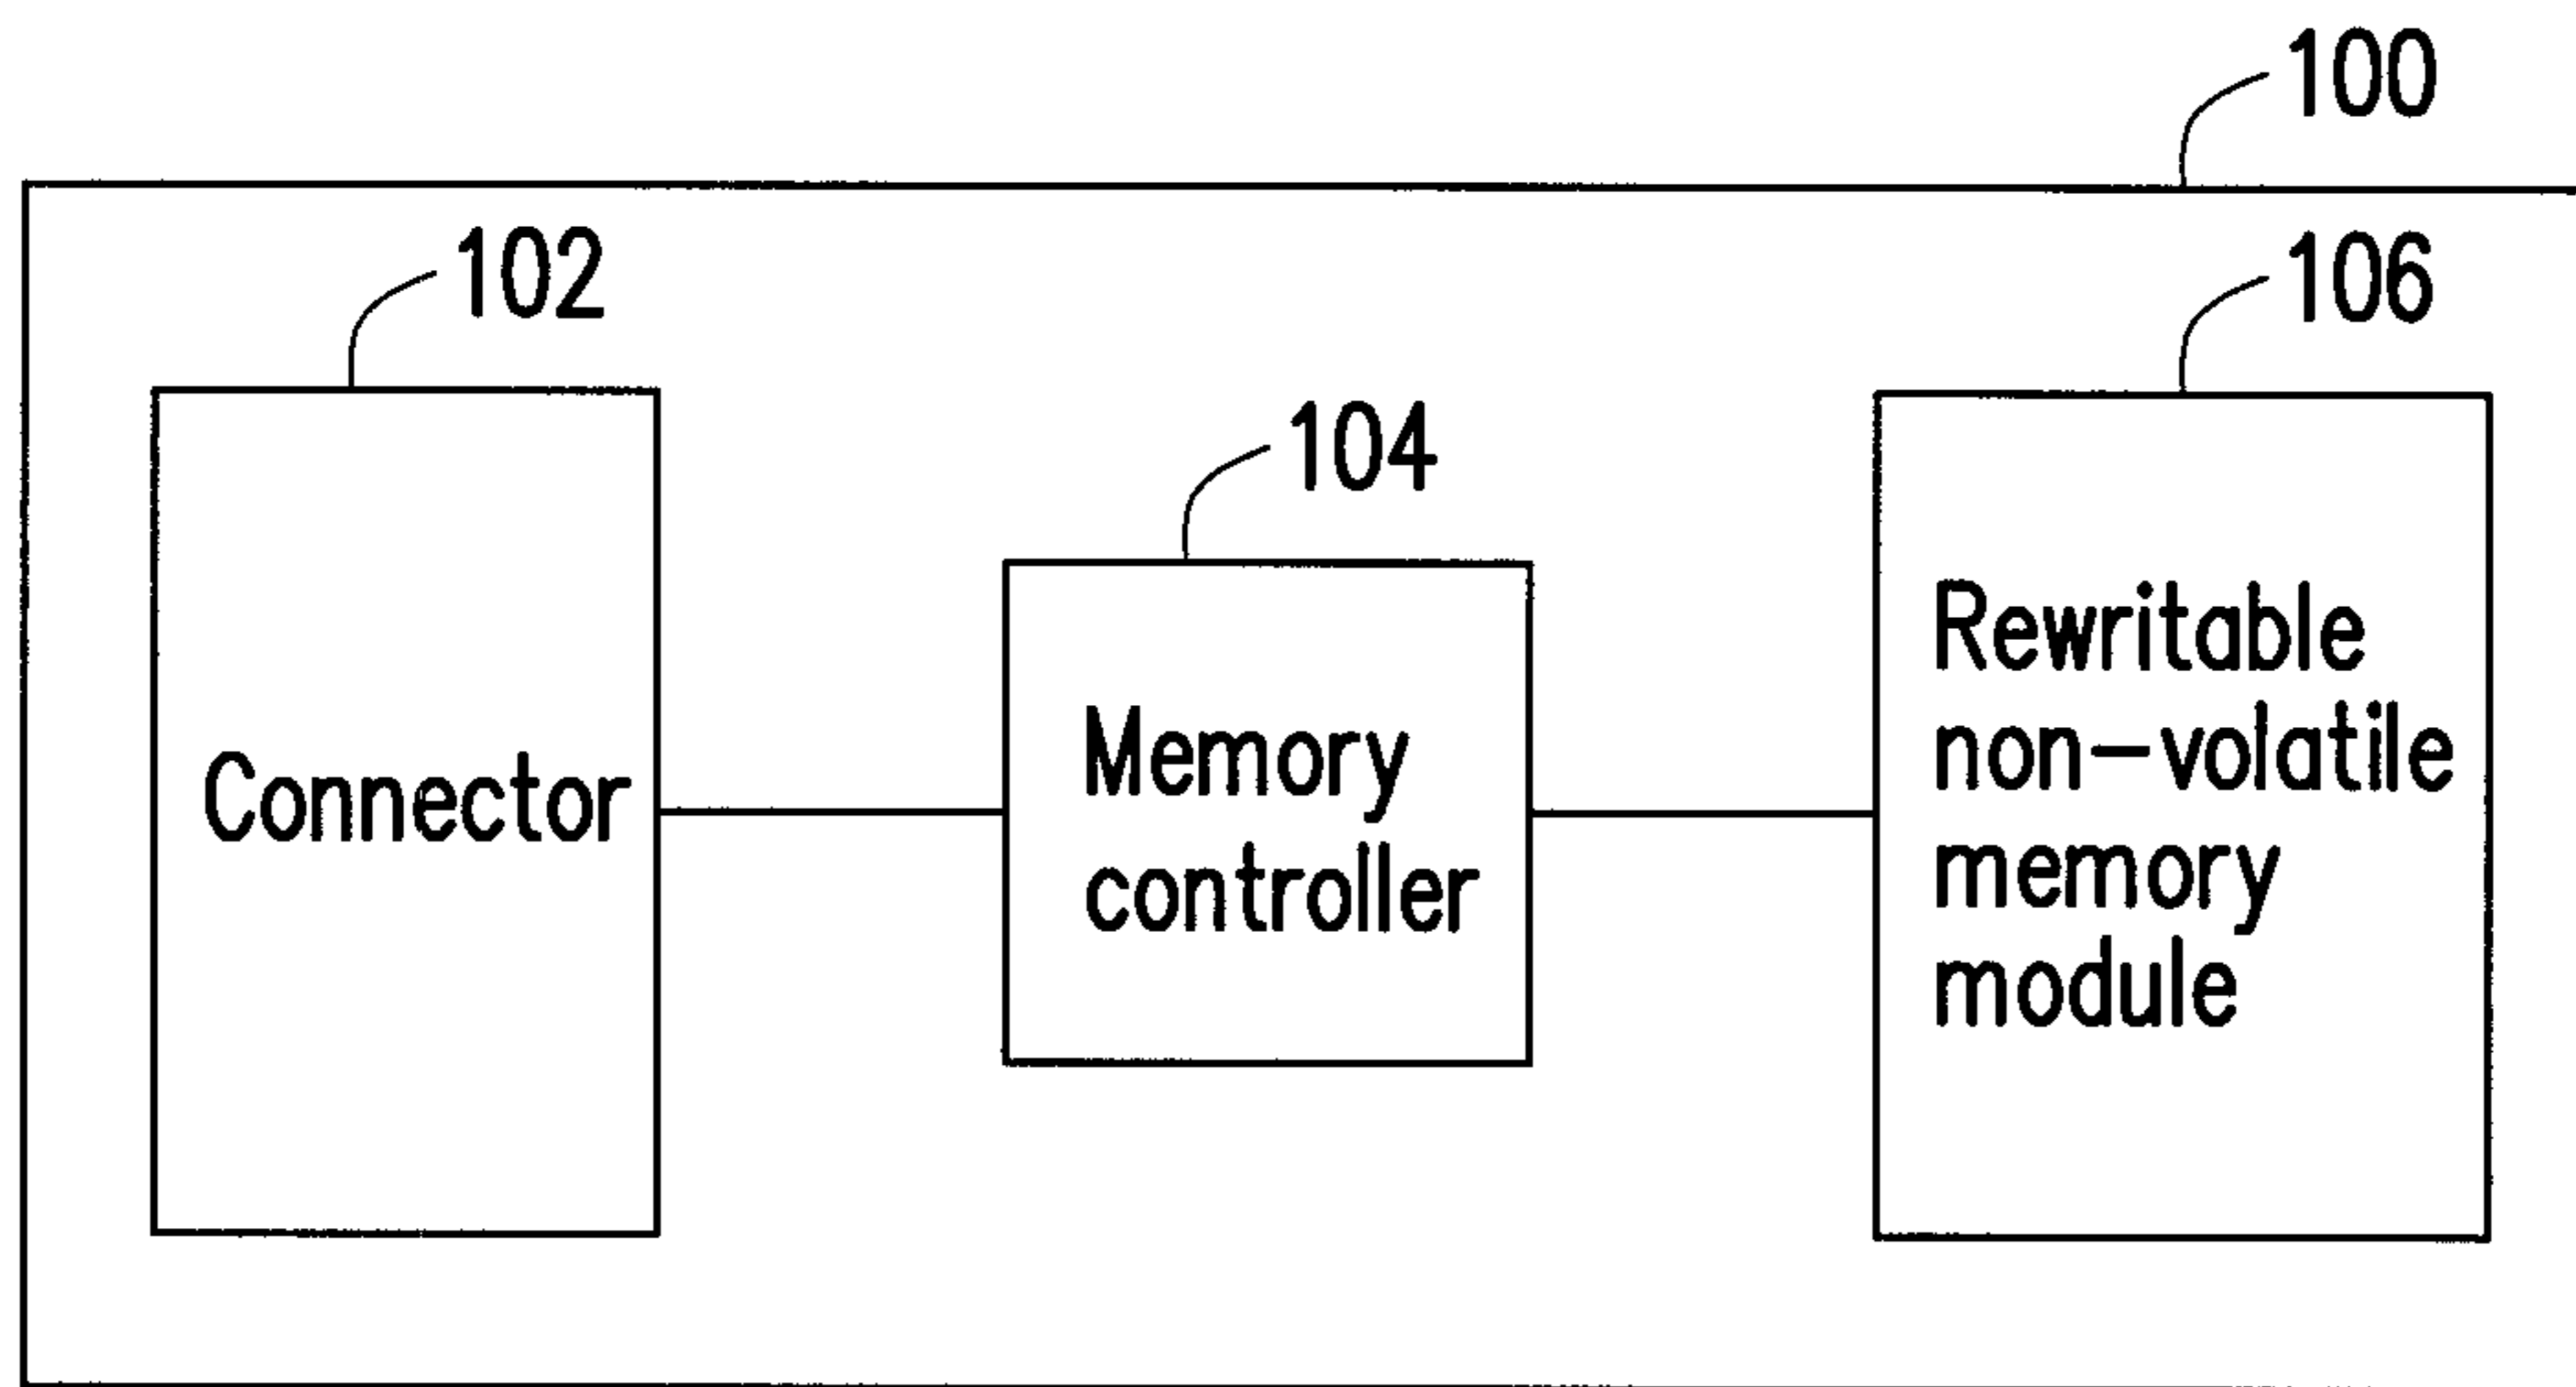 100
102
106
104
Connector
Memory
controller
Rewritable
non-volatile
memory
module